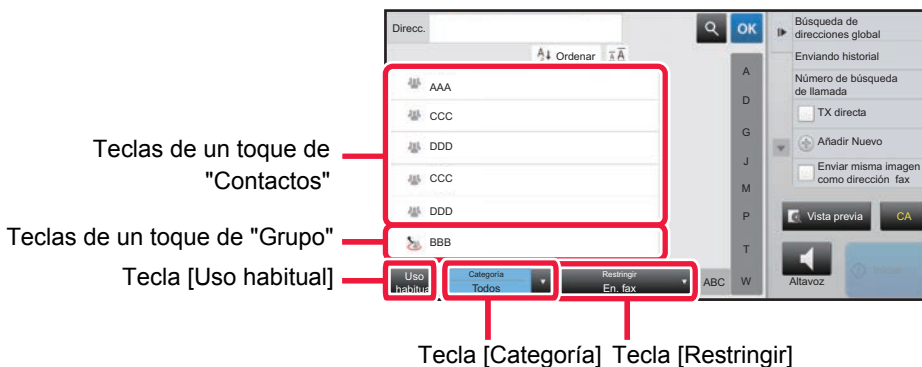 Direcc.
OK
Ordenar
AAA
CCC
DDD
CCC
DDD
BBB
Uso
habitual
Categoría
Todos
Restringir
En. fax
ABC
A
D
G
J
M
P
T
W
Búsqueda de
direcciones global
Enviando historial
Número de búsqueda
de llamada
TX directa
Añadir Nuevo
Enviar misma imagen
como dirección fax
Vista previa
CA
Altavoz
Teclas de un toque de
"Contactos"
Teclas de un toque de "Grupo"
Tecla [Uso habitual]
Tecla [Categoría]
Tecla [Restringir]